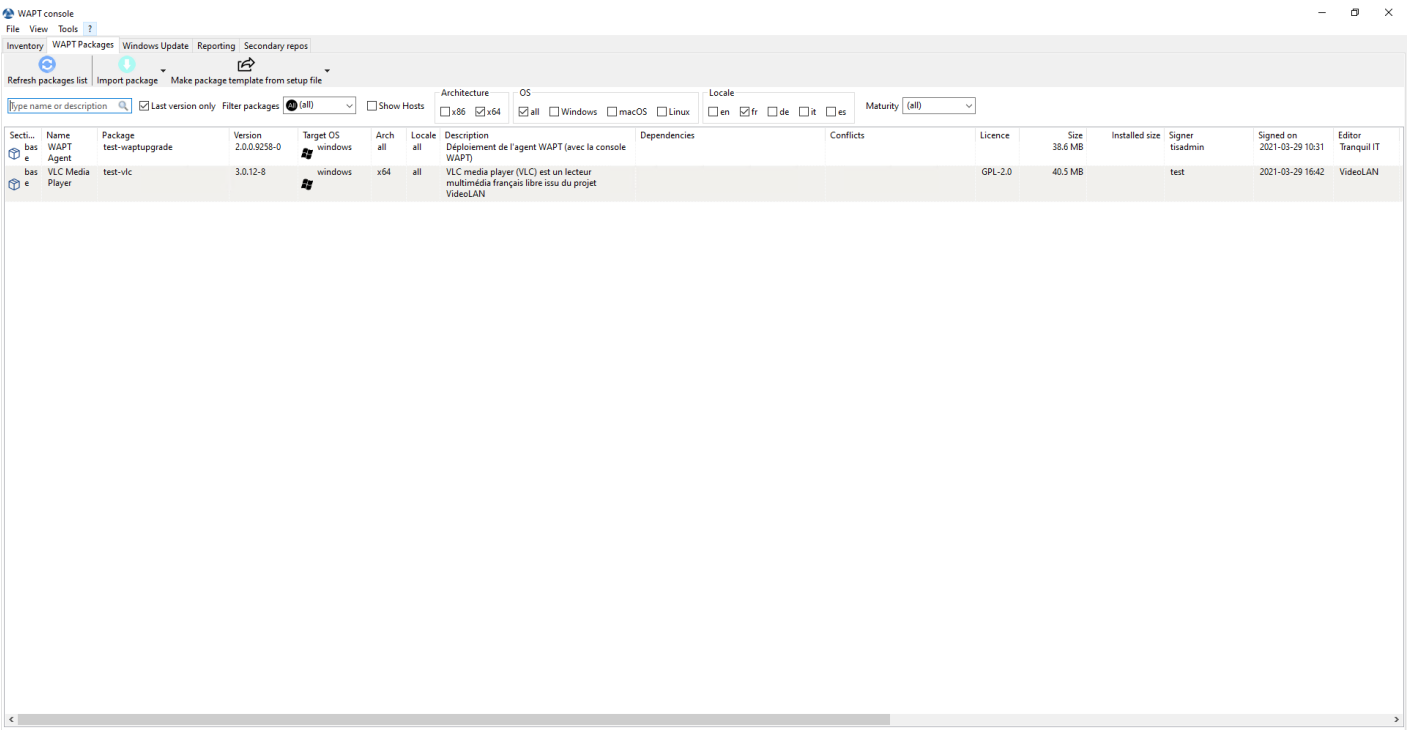 WAPT console
File View Tools ?
Inventory WAPT Packages Windows Update Reporting Secondary repos
Refresh packages list Import package Make package template from setup file
Architecture OS Locale
Type name or description Last version only Filter packages All (all) Show Hosts x86 x64 all Windows macOS Linux en fr de it es Maturity (all)
Secti... Name Package Version Target OS Arch Locale Description Dependencies Conflicts Licence Size Installed size Signer Signed on Editor
bas WAPT test-waptupgrade 2.0.0.9258-0 windows all all Déploiement de l'agent WAPT (avec la console 38.6 MB tisadmin 2021-03-29 10:31 Tranquil IT
e Agent WAPT)
bas VLC Media test-vlc 3.0.12-8 windows x64 all VLC media player (VLC) est un lecteur GPL-2.0 40.5 MB test 2021-03-29 16:42 VideoLAN
e Player multimédia français libre issu du projet
VideoLAN